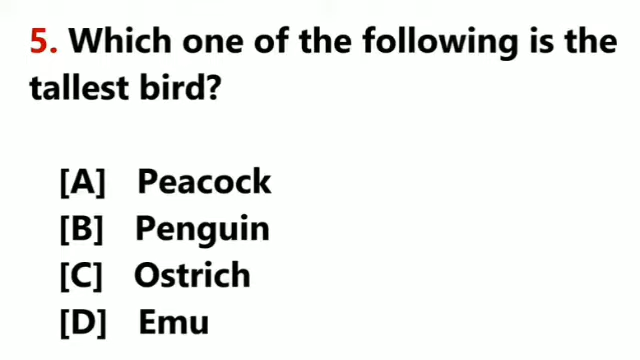 5. Which one of the following is the
tallest bird?
[A] Peacock
[B] Penguin
[C] Ostrich
[D] Emu